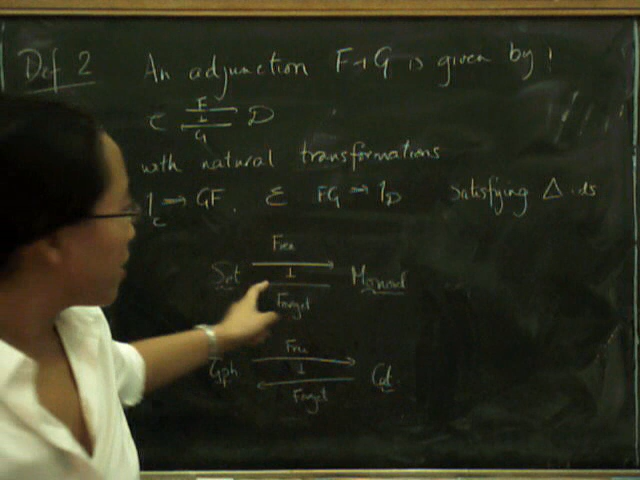 Def 2 An adjunction F ⊣ G is given by:
F
C ⊥ D
G
with natural transformations
1_C → GF, ε FG → 1_D satisfying Δ ids
Free
Set ⊥ Monoid
Forget
Free
Gph ⊥ Cat
Forget